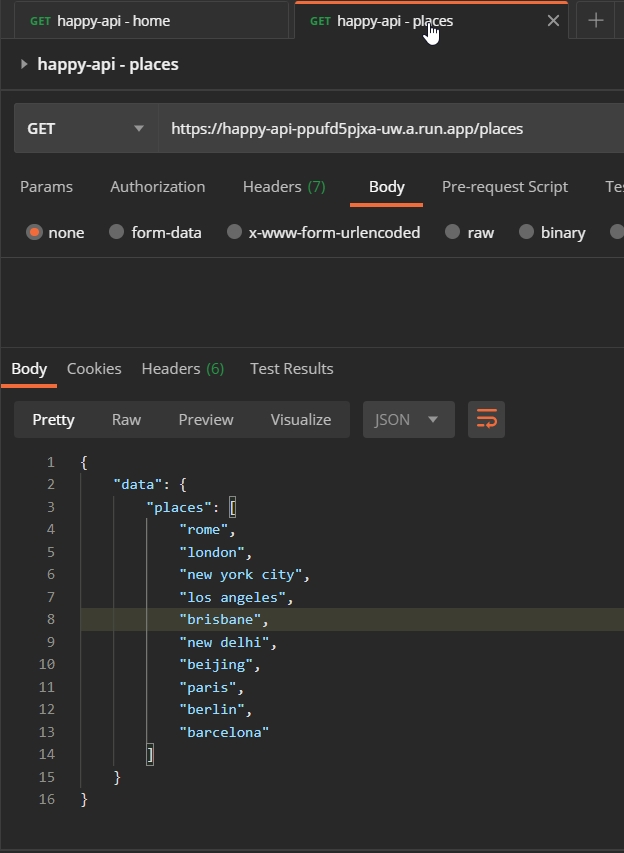 GET happy-api - home GET happy-api - places × +
happy-api - places
GET https://happy-api-ppufd5pjxa-uw.a.run.app/places
Params Authorization Headers (7) Body Pre-request Script
none form-data x-www-form-urlencoded raw binary
Body Cookies Headers (6) Test Results
Pretty Raw Preview Visualize JSON
1 {
2 "data": {
3 "places": [
4 "rome",
5 "london",
6 "new york city",
7 "los angeles",
8 "brisbane",
9 "new delhi",
10 "beijing",
11 "paris",
12 "berlin",
13 "barcelona"
14 ]
15 }
16 }